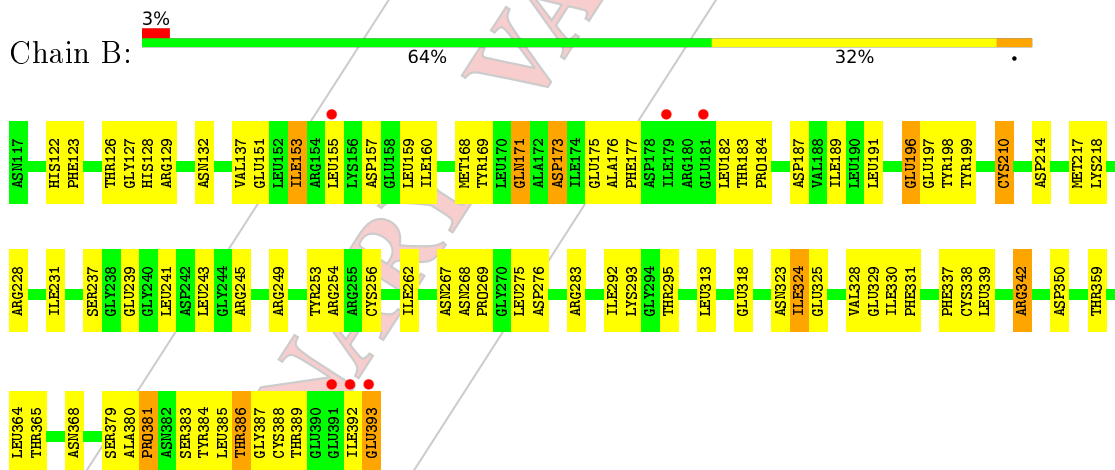 3%
Chain B:
64% 32% •
ASN117 HIS122 PHE123 THR126 GLY127 HIS128 ARG129 ASN132 VAL137 GLU151 LEU152 ILE153 ARG154 LEU155 LYS156 ASP157 GLU158 LEU159 ILE160 MET168 TYR169 LEU170 GLN171 ALA172 ASP173 ILE174 GLU175 ALA176 PHE177 ASP178 ILE179 ARG180 GLU181 LEU182 THR183 PRO184 ASP187 VAL188 ILE189 LEU190 LEU191 GLU196 GLU197 TYR198 TYR199 CYS210 ASP214 MET217 LYS218
ARG228 ILE231 SER237 GLY238 GLU239 GLY240 LEU241 ASP242 LEU243 GLY244 ARG245 ARG249 TYR253 ARG254 ARG255 CYS256 ILE262 ASN267 ASN268 PRO269 GLY270 LEU275 ASP276 ARG283 ILE292 LYS293 GLY294 THR295 LEU313 GLU318 ASN323 ILE324 GLU325 VAL328 GLU329 ILE330 PHE331 PHE337 CYS338 LEU339 ARG342 ASP350 THR359
LEU364 THR365 ASN368 SER379 ALA380 PRO381 ASN382 SER383 TYR384 LEU385 THR386 GLY387 CYS388 THR389 GLU390 GLU391 ILE392 GLU393